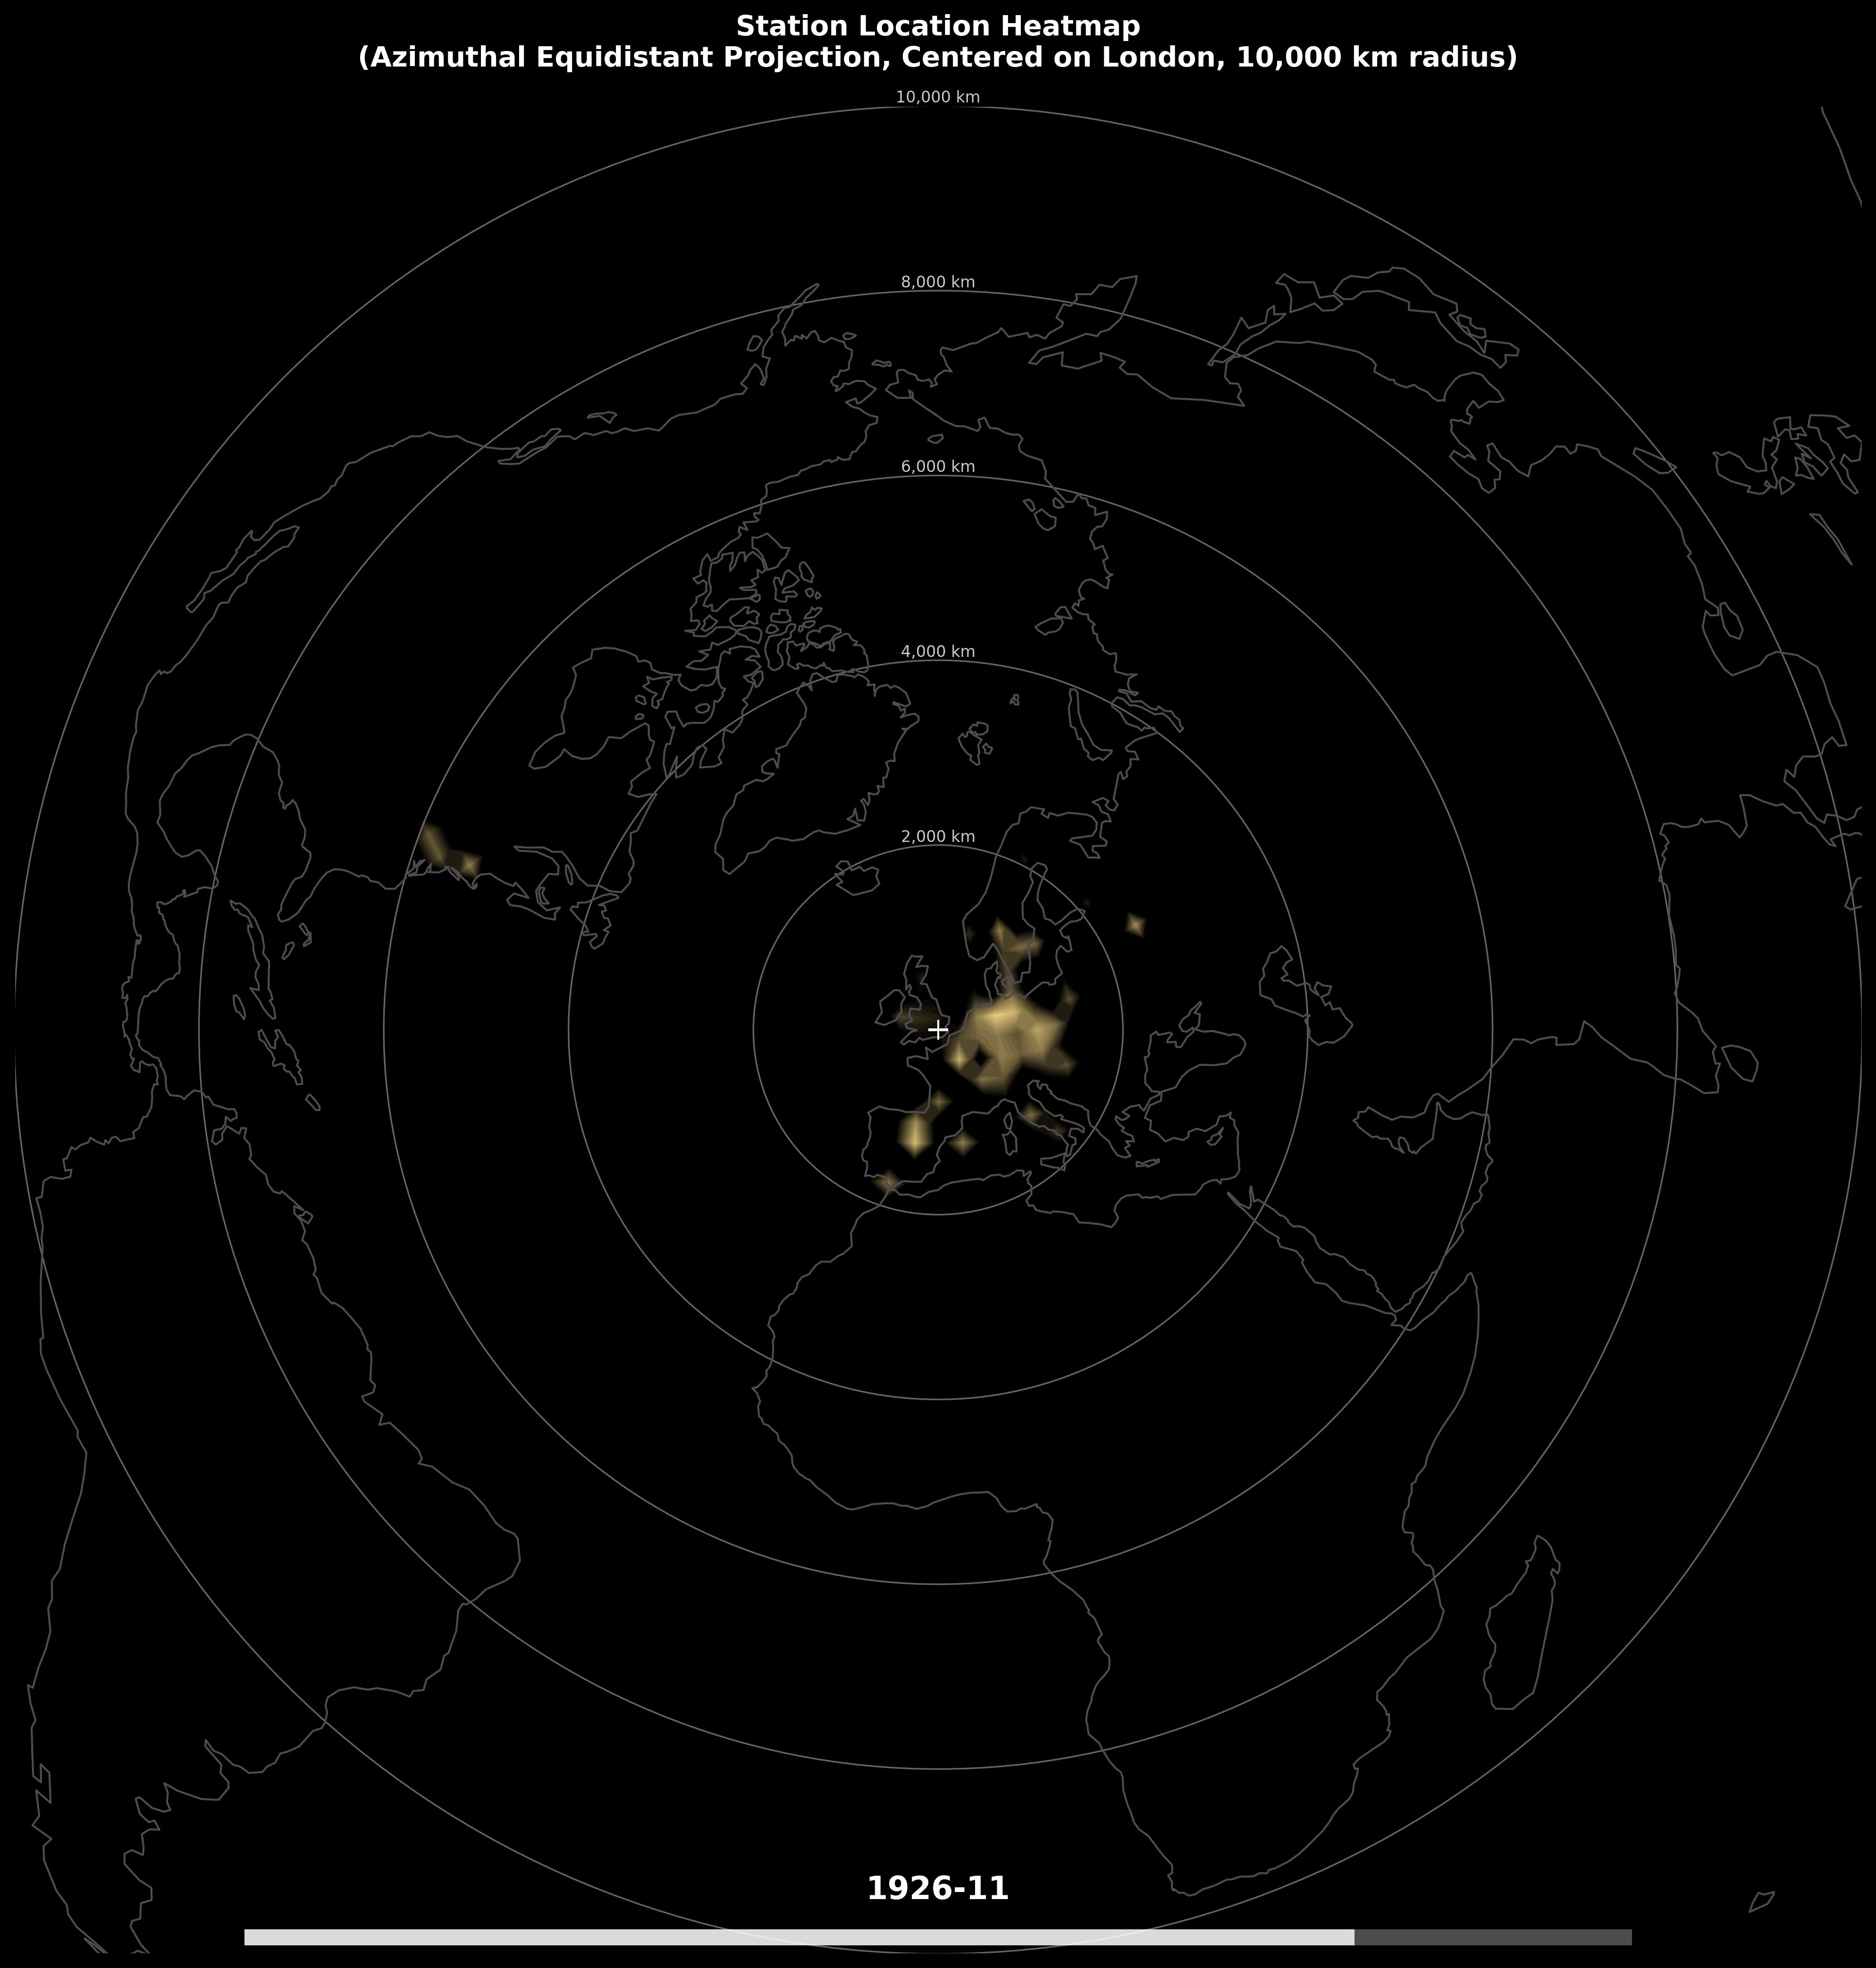 Station Location Heatmap
(Azimuthal Equidistant Projection, Centered on London, 10,000 km radius)
10,000 km
8,000 km
6,000 km
4,000 km
2,000 km
1926-11